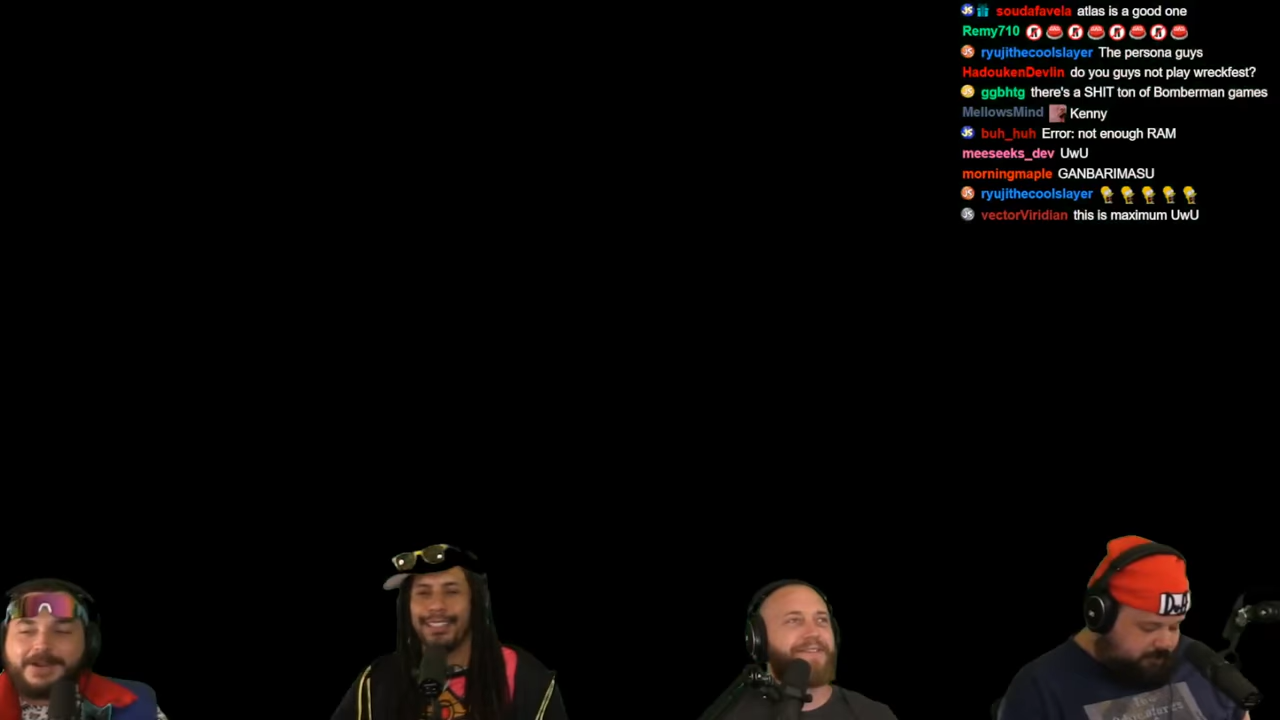 soudafavela atlas is a good one
Remy710
ryujithecoolslayer The persona guys
HadoukenDevlin do you guys not play wreckfest?
ggbhtg there's a SHIT ton of Bomberman games
MellowsMind Kenny
buh_huh Error: not enough RAM
meeseeks_dev UwU
morningmaple GANBARIMASU
ryujithecoolslayer
vectorViridian this is maximum UwU
Duff
The